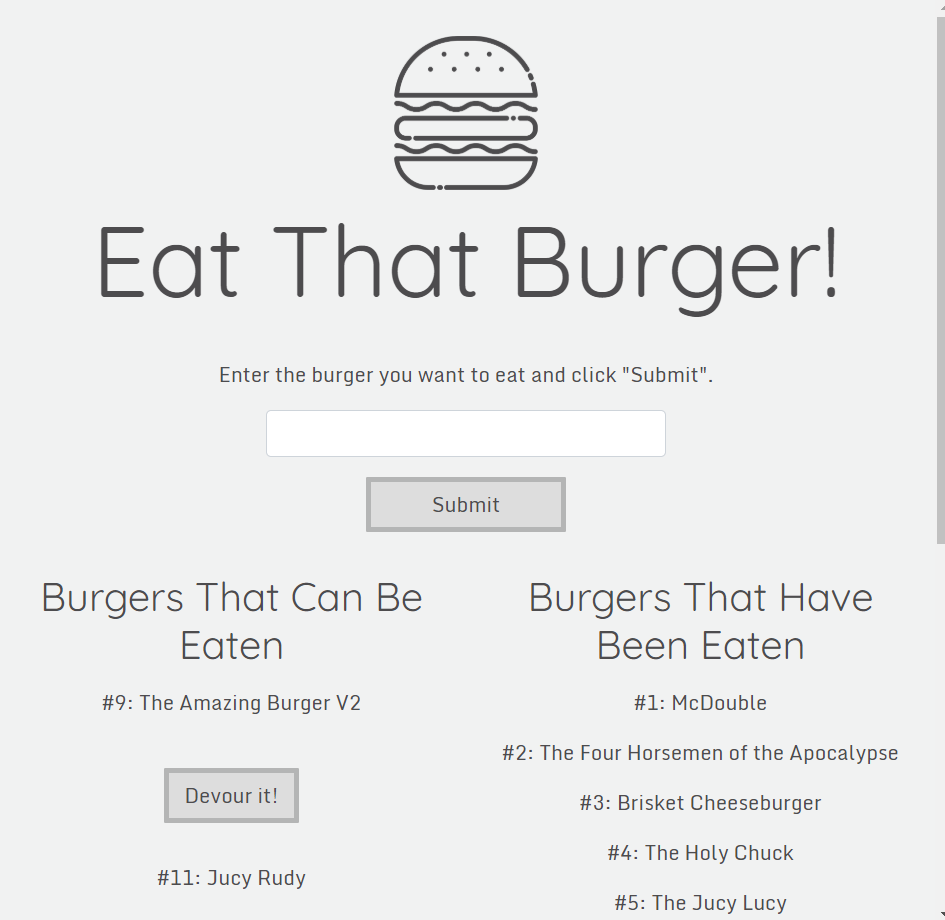 Eat That Burger!
Enter the burger you want to eat and click "Submit".
Submit
Burgers That Can Be
Eaten
#9: The Amazing Burger V2
Devour it!
#11: Jucy Rudy
Burgers That Have
Been Eaten
#1: McDouble
#2: The Four Horsemen of the Apocalypse
#3: Brisket Cheeseburger
#4: The Holy Chuck
#5: The Jucy Lucy